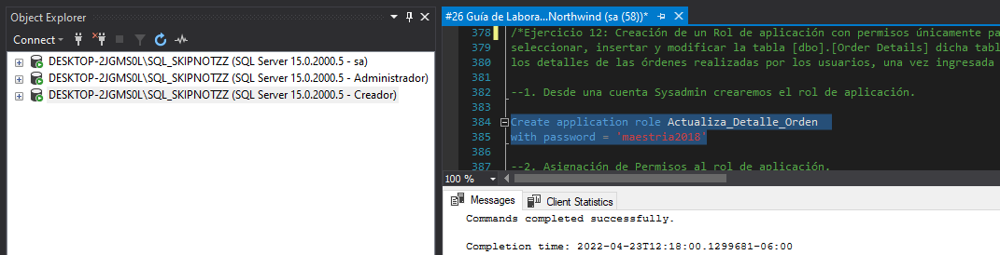 Object Explorer
Connect
DESKTOP-2JGMS0L\SQL_SKIPNOTZZ (SQL Server 15.0.2000.5 - sa)
DESKTOP-2JGMS0L\SQL_SKIPNOTZZ (SQL Server 15.0.2000.5 - Administrador)
DESKTOP-2JGMS0L\SQL_SKIPNOTZZ (SQL Server 15.0.2000.5 - Creador)
#26 Guía de Labora...Northwind (sa (58))*
378 /*Ejercicio 12: Creación de un Rol de aplicación con permisos únicamente pa
379 seleccionar, insertar y modificar la tabla [dbo].[Order Details] dicha tabl
380 los detalles de las órdenes realizadas por los usuarios, una vez ingresada
381
382 --1. Desde una cuenta Sysadmin crearemos el rol de aplicación.
383
384 Create application role Actualiza_Detalle_Orden
385 with password = 'maestria2018'
386
387 --2. Asignación de Permisos al rol de aplicación.
100 %
Messages
Client Statistics
Commands completed successfully.
Completion time: 2022-04-23T12:18:00.1299681-06:00